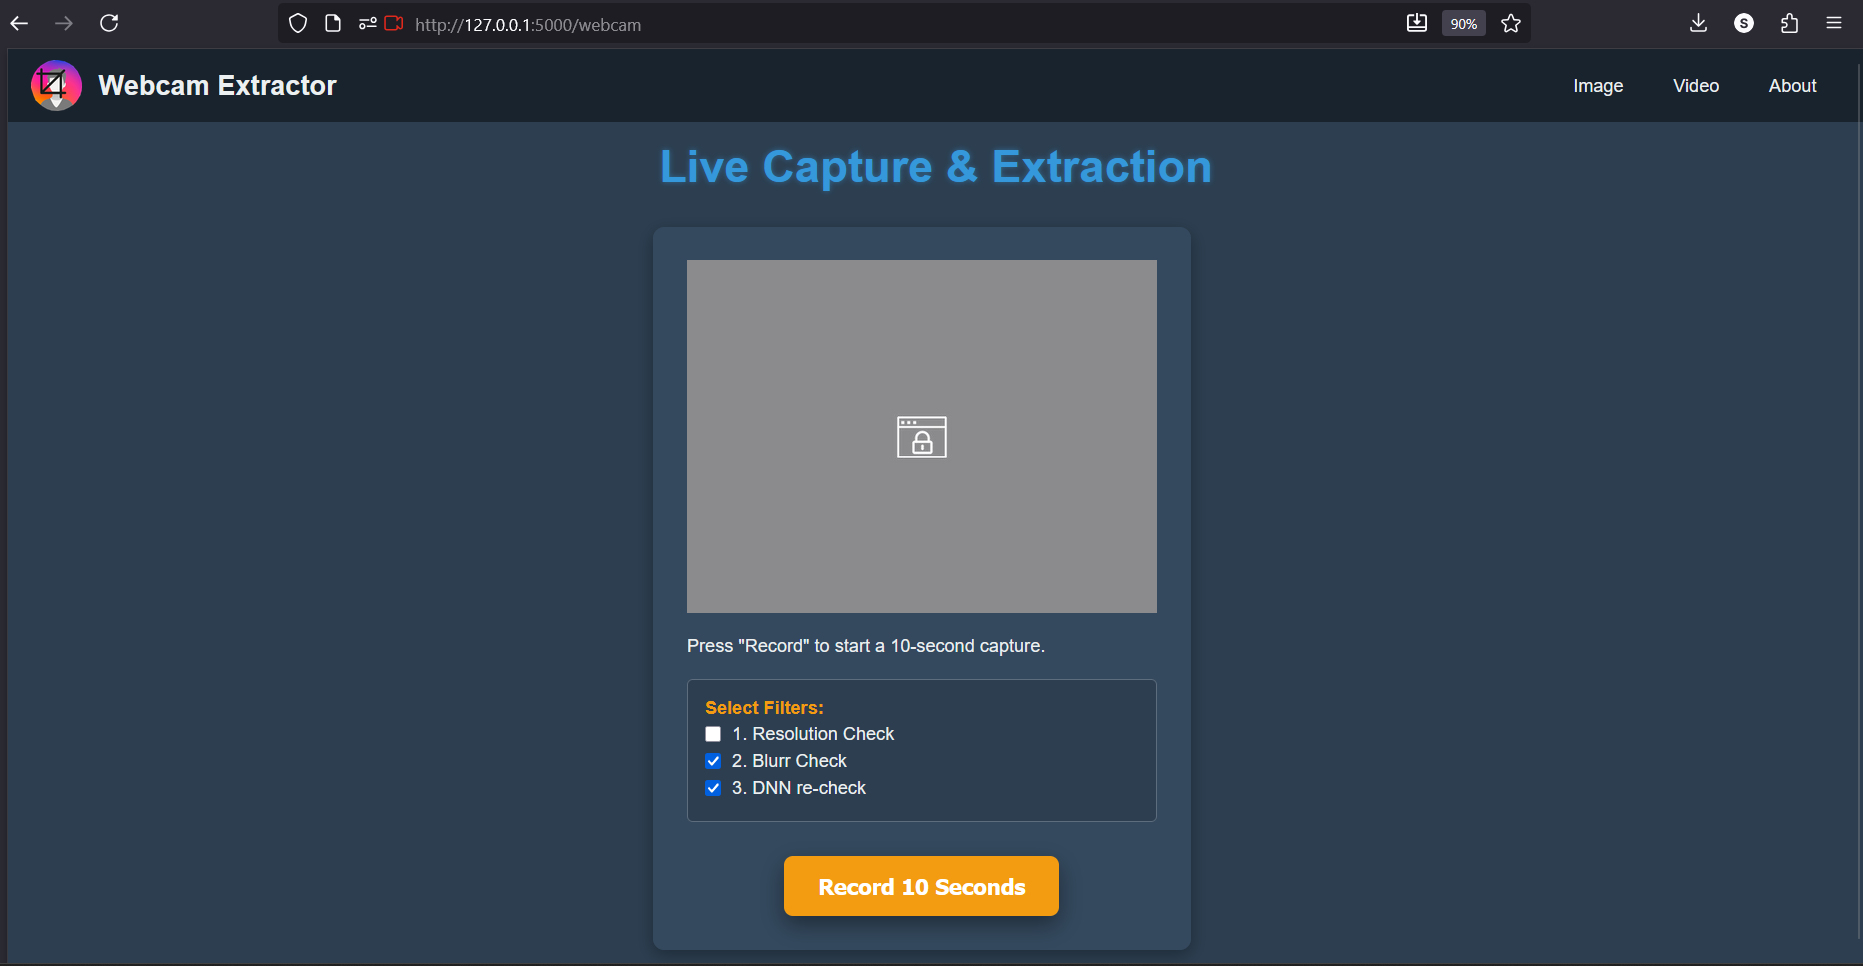 http://127.0.0.1:5000/webcam
90%
S
Webcam Extractor
Image
Video
About
Live Capture & Extraction
Press "Record" to start a 10-second capture.
Select Filters:
1. Resolution Check
2. Blurr Check
3. DNN re-check
Record 10 Seconds